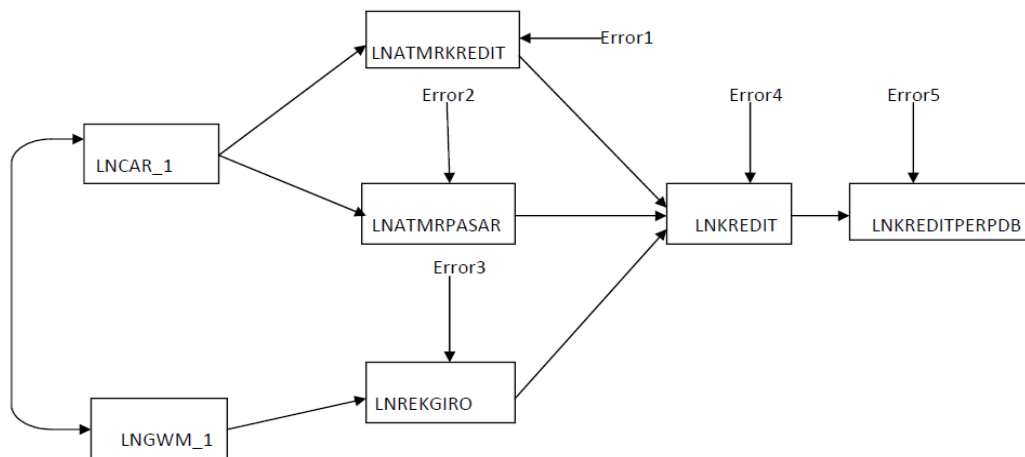 LNATMRKREDIT
Error1
Error2
Error4
Error5
LNCAR_1
LNATMRPASAR
LNKREDIT
LNKREDITPERPDB
Error3
LNREKGIRO
LNGWM_1